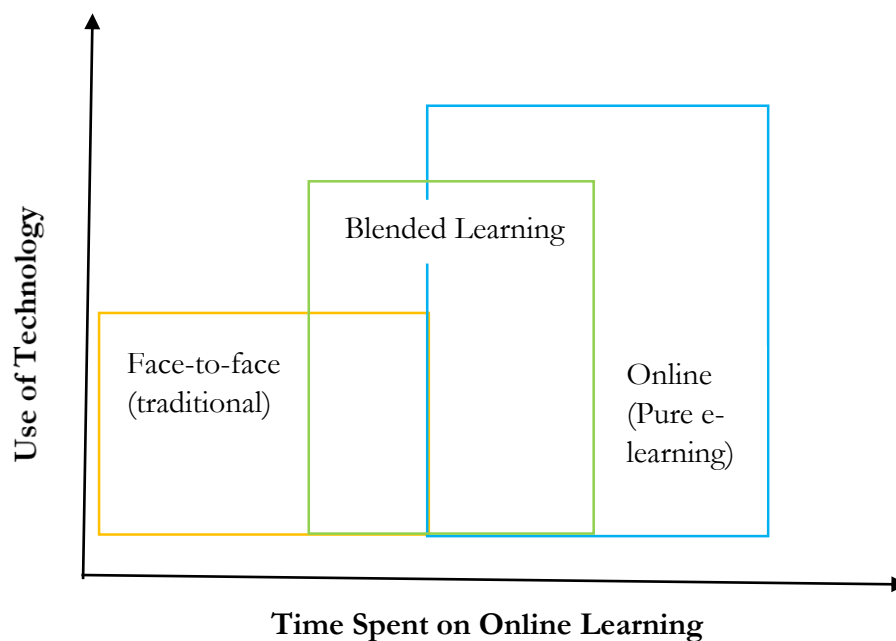 Use of Technology
Blended Learning
Face-to-face
(traditional)
Online
(Pure e-
learning)
Time Spent on Online Learning